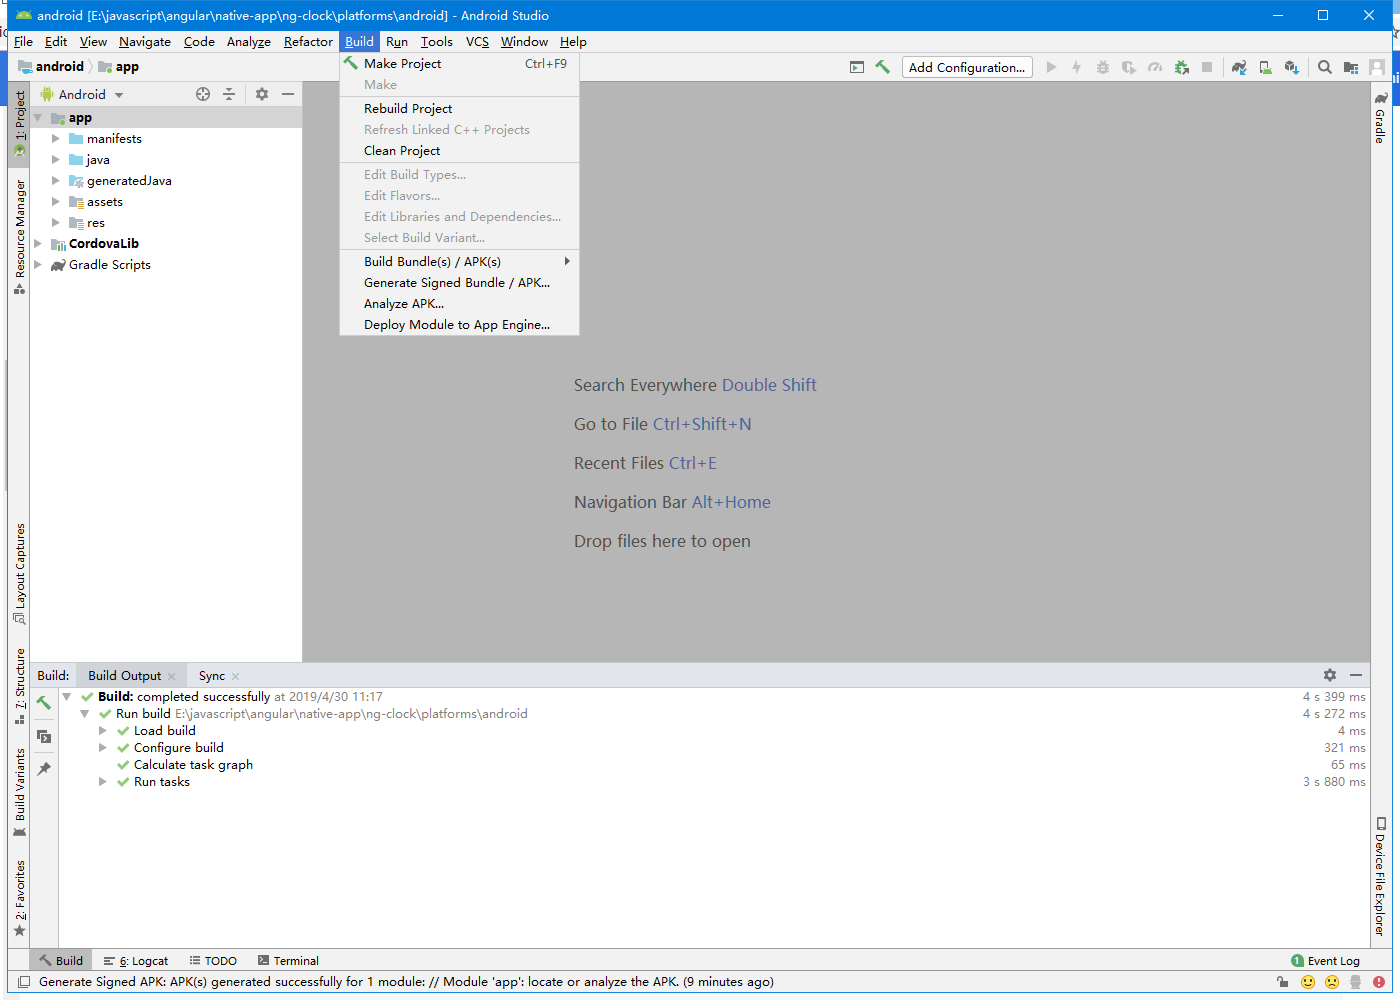 android [E:\javascript\angular\native-app\ng-clock\platforms\android] - Android Studio
File Edit View Navigate Code Analyze Refactor Build Run Tools VCS Window Help
android app
Add Configuration...
Make Project Ctrl+F9
Make
Rebuild Project
Refresh Linked C++ Projects
Clean Project
Edit Build Types...
Edit Flavors...
Edit Libraries and Dependencies...
Select Build Variant...
Build Bundle(s) / APK(s)
Generate Signed Bundle / APK...
Analyze APK...
Deploy Module to App Engine...
1: Project
Resource Manager
Layout Captures
7: Structure
Build Variants
2: Favorites
Android
app
manifests
java
generatedJava
assets
res
CordovaLib
Gradle Scripts
Search Everywhere Double Shift
Go to File Ctrl+Shift+N
Recent Files Ctrl+E
Navigation Bar Alt+Home
Drop files here to open
Gradle
Device File Explorer
Build: Build Output Sync
Build: completed successfully at 2019/4/30 11:17 4 s 399 ms
Run build E:\javascript\angular\native-app\ng-clock\platforms\android 4 s 272 ms
Load build 4 ms
Configure build 321 ms
Calculate task graph 65 ms
Run tasks 3 s 880 ms
Build 6: Logcat TODO Terminal 1 Event Log
Generate Signed APK: APK(s) generated successfully for 1 module: // Module 'app': locate or analyze the APK. (9 minutes ago)